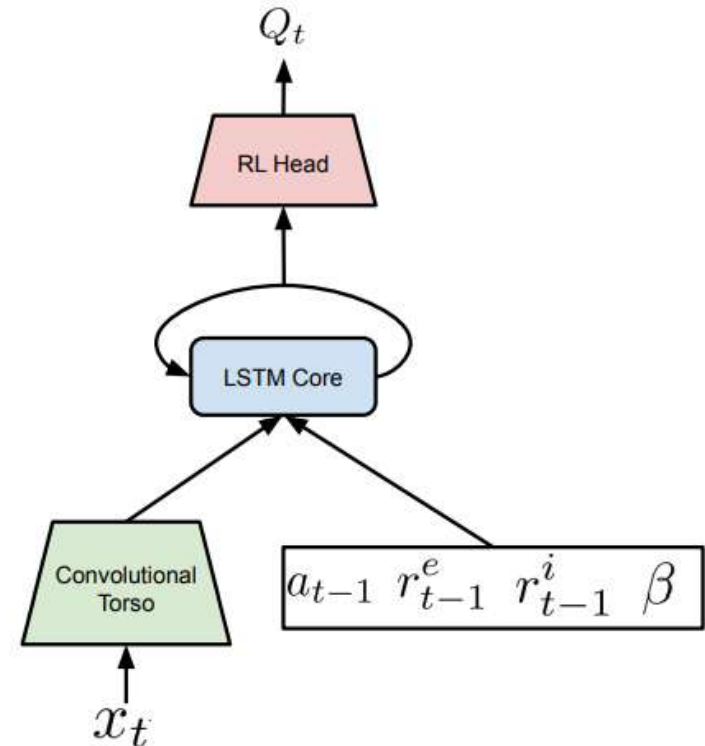 Q_t
RL Head
LSTM Core
Convolutional
Torso
a_{t-1} r^e_{t-1} r^i_{t-1} β
x_t